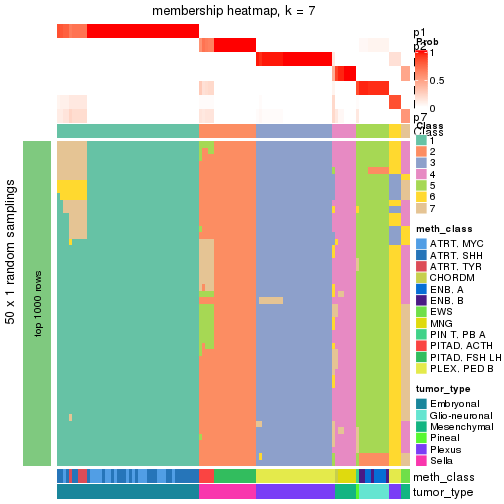 membership heatmap, k = 7
p1
p2
p7
Class
50 x 1 random samplings
top 1000 rows
meth_class
tumor_type
Prob
1
0.5
0
Class
1
2
3
4
5
6
7
meth_class
ATRT. MYC
ATRT. SHH
ATRT. TYR
CHORDM
ENB. A
ENB. B
EWS
MNG
PIN T. PB A
PITAD. ACTH
PITAD. FSH LH
PLEX. PED B
tumor_type
Embryonal
Glio-neuronal
Mesenchymal
Pineal
Plexus
Sella